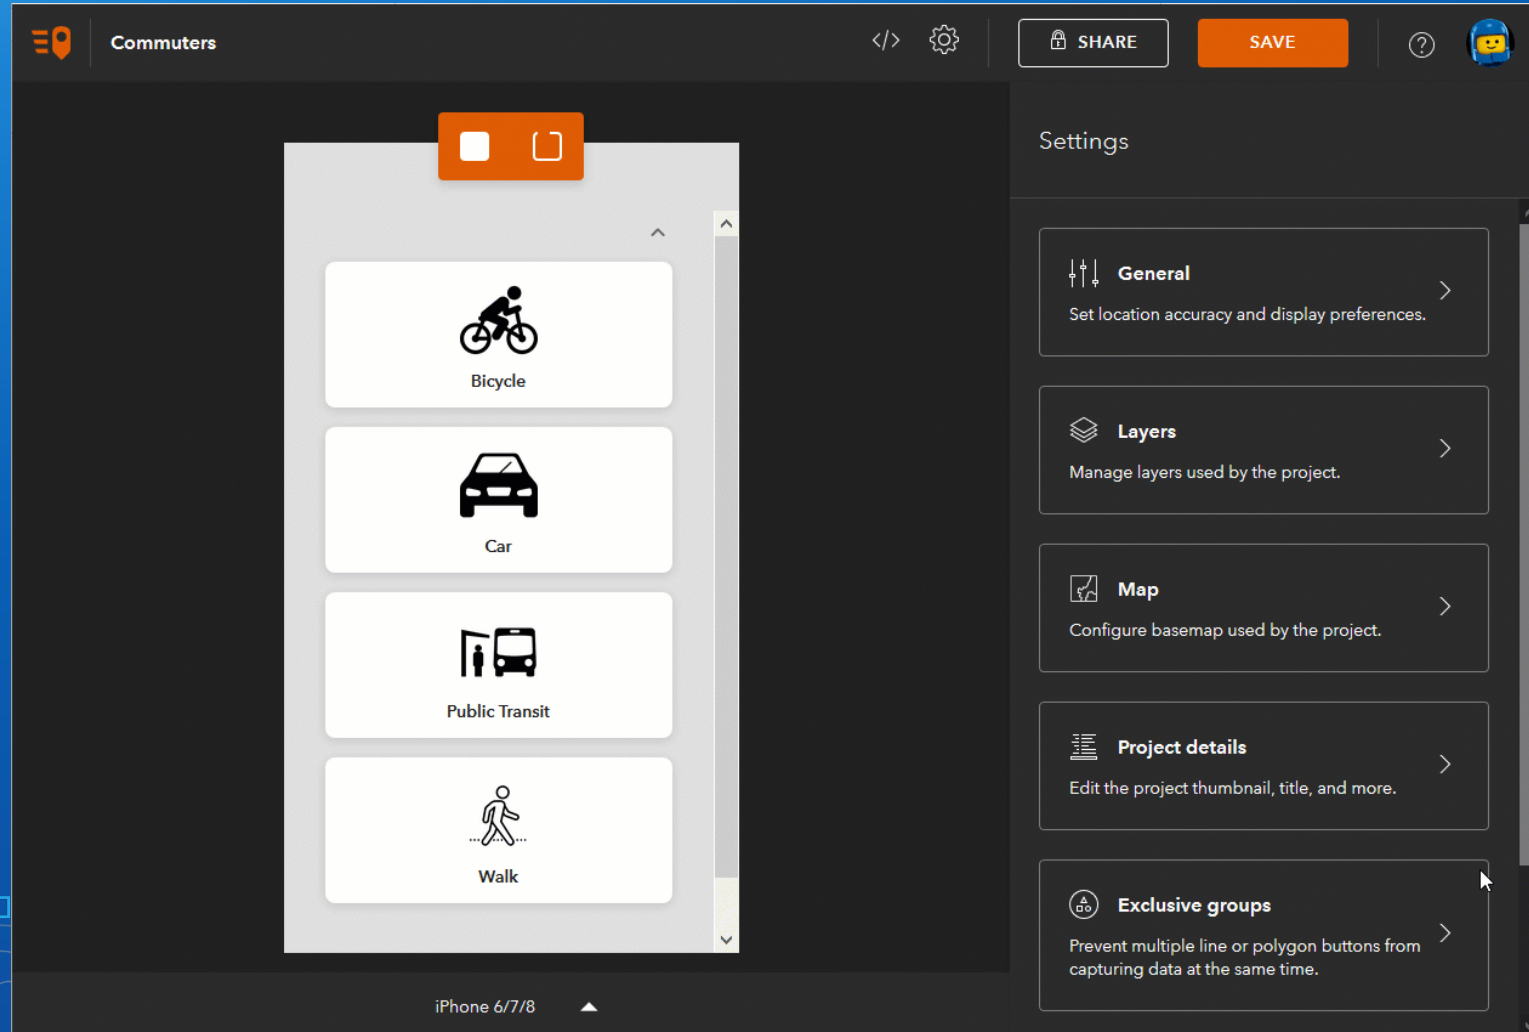 Commuters
</>
SHARE
SAVE
?
Settings
Bicycle
Car
Public Transit
Walk
iPhone 6/7/8
General
Set location accuracy and display preferences.
Layers
Manage layers used by the project.
Map
Configure basemap used by the project.
Project details
Edit the project thumbnail, title, and more.
Exclusive groups
Prevent multiple line or polygon buttons from
capturing data at the same time.